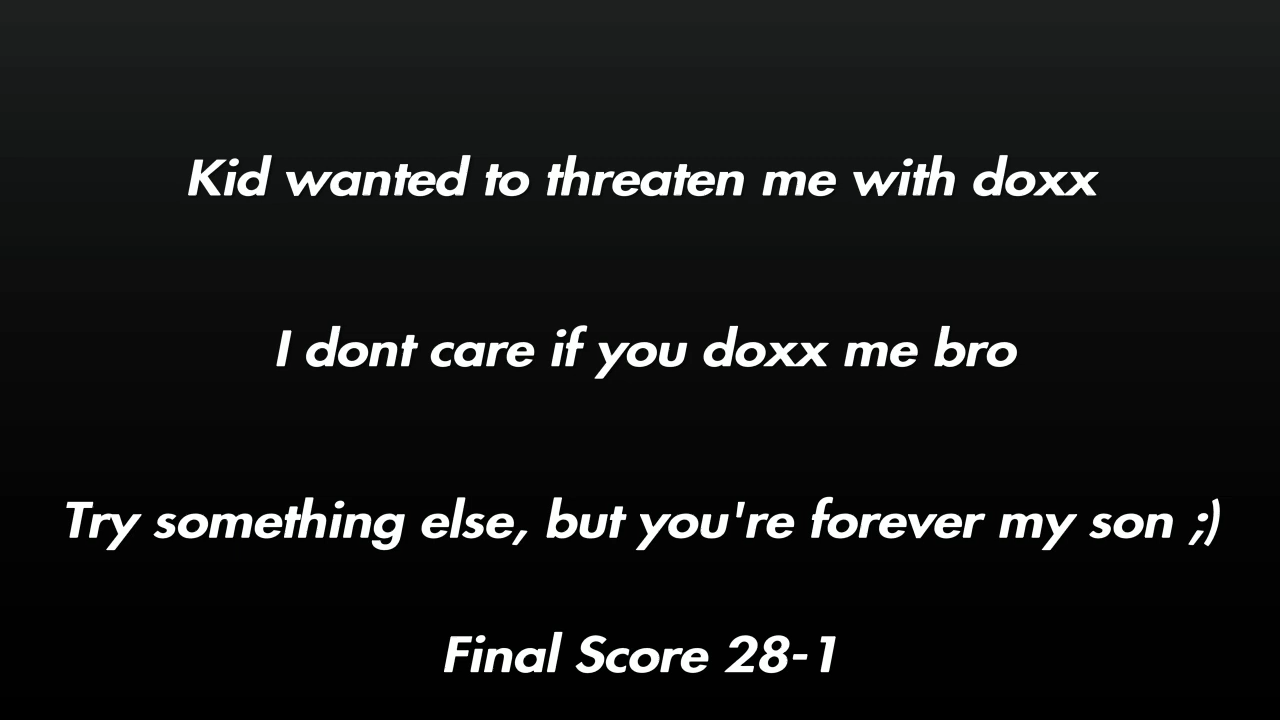 Kid wanted to threaten me with doxx
I dont care if you doxx me bro
Try something else, but you're forever my son ;)
Final Score 28-1